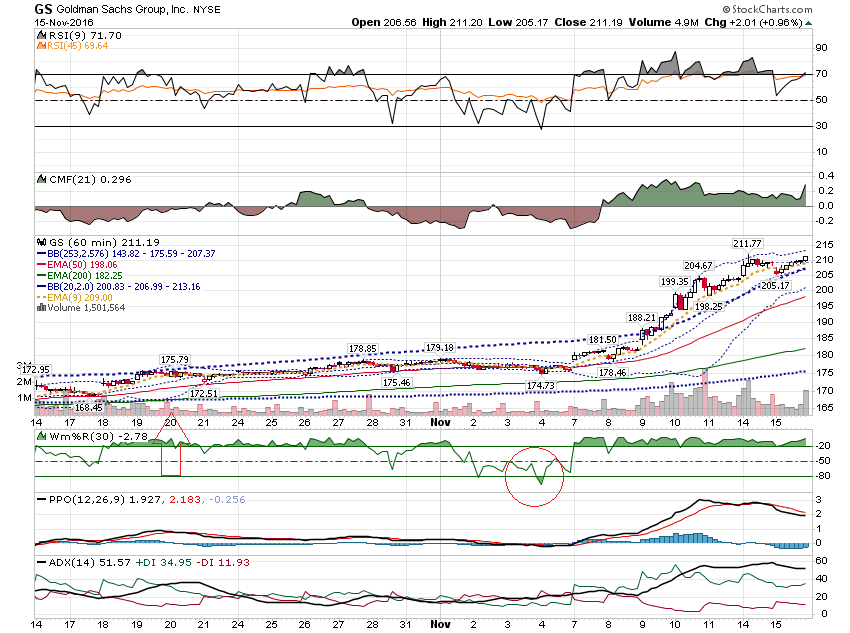 GS Goldman Sachs Group, Inc. NYSE © StockCharts.com
15-Nov-2016 Open 206.56 High 211.20 Low 205.17 Close 211.19 Volume 4.9M Chg +2.01 (+0.96%)
RSI(9) 71.70
RSI(45) 69.64
90
70
50
30
10
CMF(21) 0.296
0.4
0.2
0.0
-0.2
GS (60 min) 211.19
BB(253,2.576) 143.82 - 175.59 - 207.37
EMA(50) 198.06
EMA(200) 182.25
BB(20,2.0) 200.83 - 206.99 - 213.16
EMA(9) 209.00
Volume 1,501,564
211.77
204.67
199.35
205.17
198.25
188.21
181.50
178.85
179.18
175.79
172.95
178.46
175.46
174.73
172.51
168.45
215
210
205
200
195
190
185
180
175
170
165
2M
1M
14 17 18 19 20 21 24 25 26 27 28 31 Nov 2 3 4 7 8 9 10 11 14 15
Wm%R(30) -2.78
-20
-50
-80
PPO(12,26,9) 1.927, 2.183, -0.256
3
2
1
0
ADX(14) 51.57 +DI 34.95 -DI 11.93
60
40
20
0
14 17 18 19 20 21 24 25 26 27 28 31 Nov 2 3 4 7 8 9 10 11 14 15